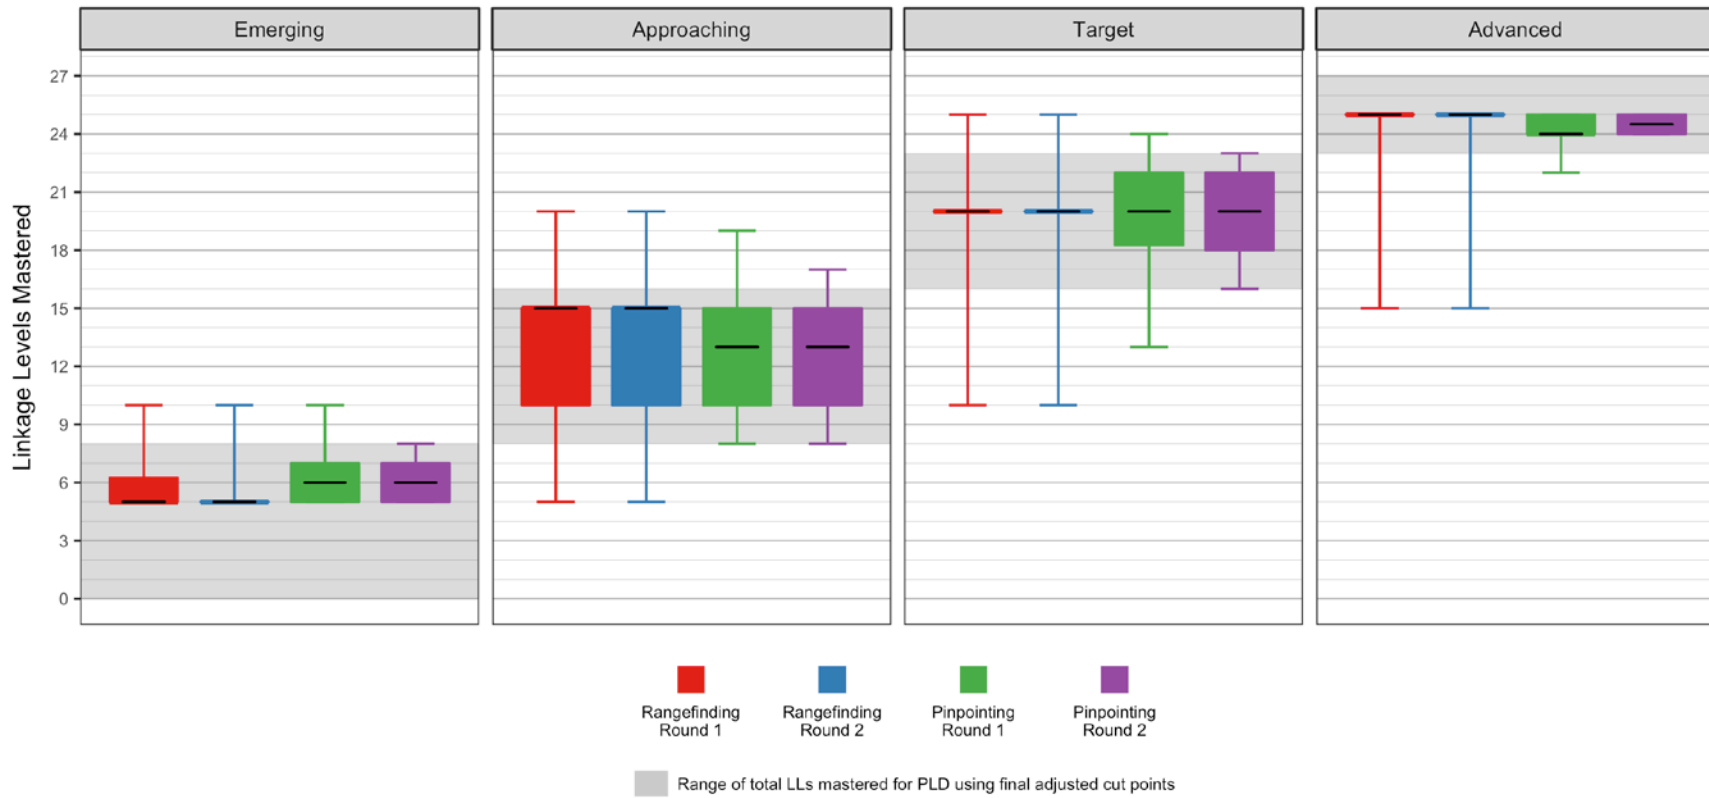 Emerging
Approaching
Target
Advanced
Linkage Levels Mastered
27
24
21
18
15
12
9
6
3
0
Rangefinding
Round 1
Rangefinding
Round 2
Pinpointing
Round 1
Pinpointing
Round 2
Range of total LLs mastered for PLD using final adjusted cut points